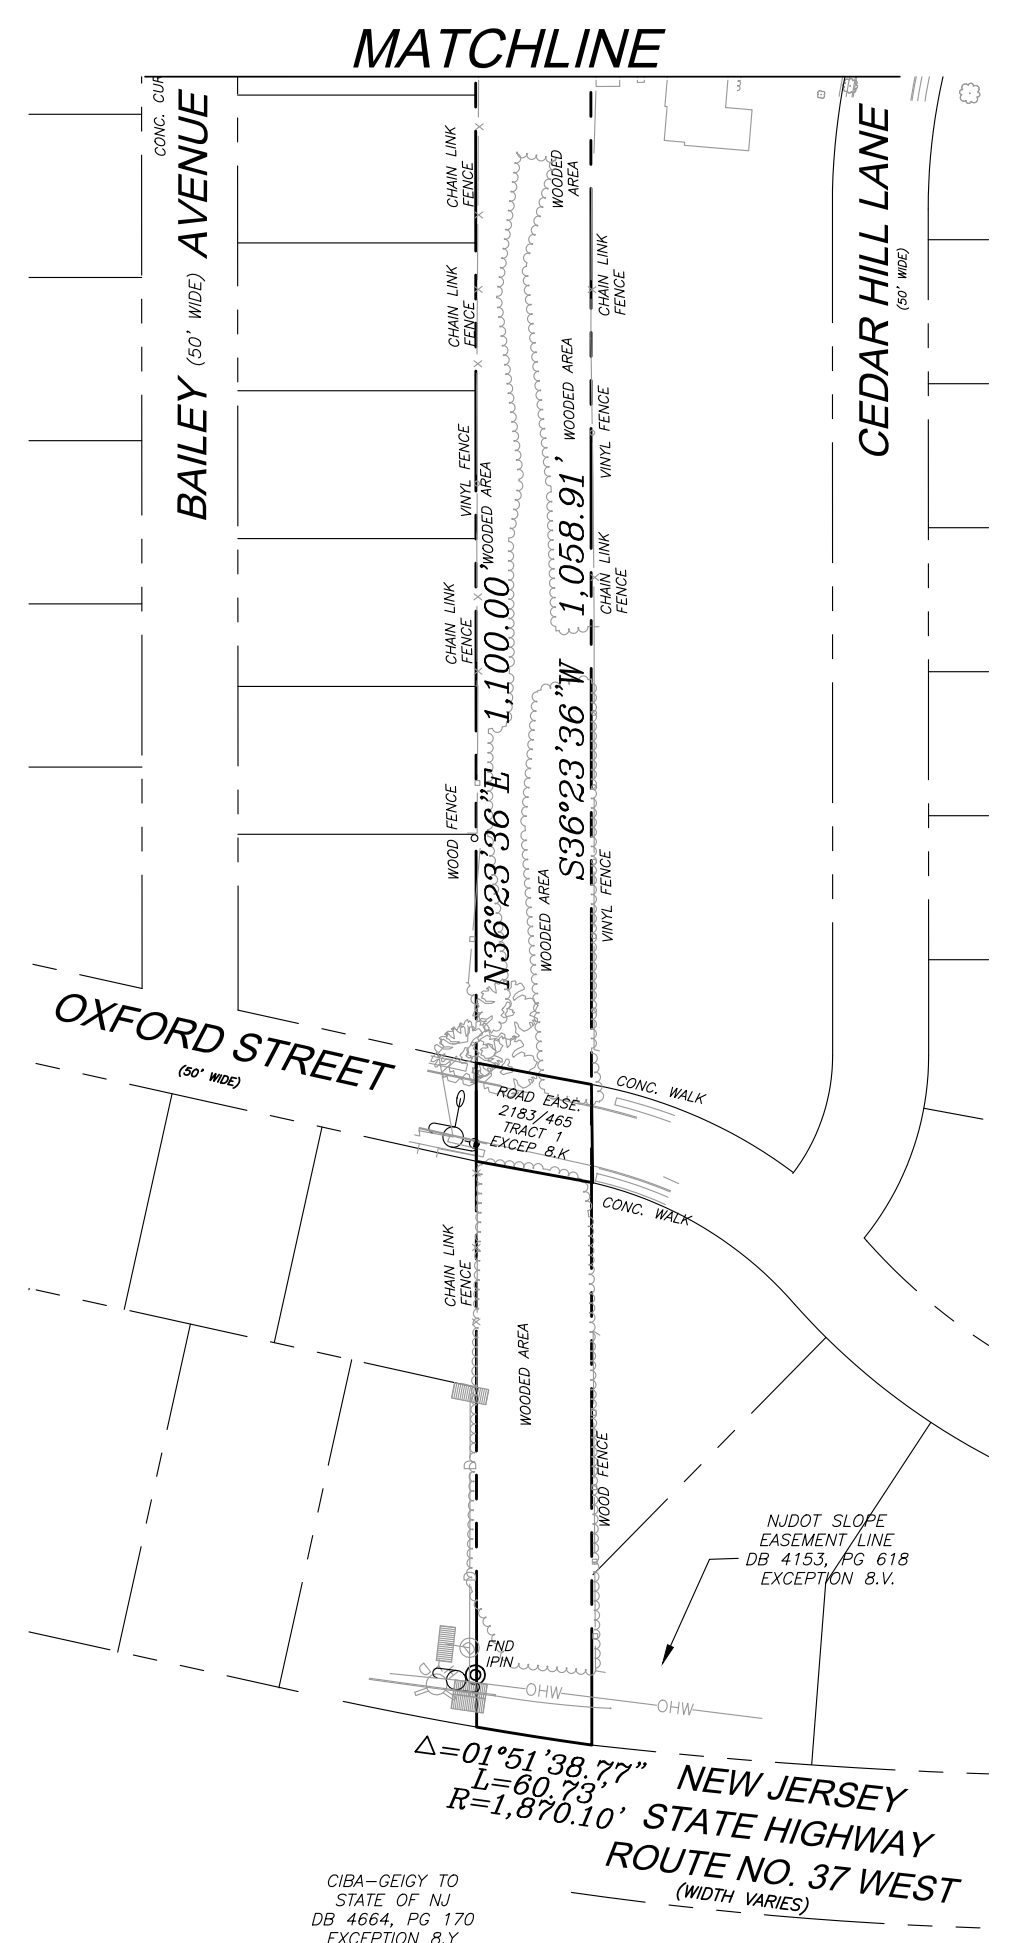 MATCHLINE
CONC. CUR
BAILEY (50' WIDE) AVENUE
CHAIN LINK
FENCE
WOODED
AREA
CEDAR HILL LANE
(50' WIDE)
CHAIN LINK
FENCE
CHAIN LINK
FENCE
WOODED AREA
VINYL FENCE
VINYL FENCE
WOODED AREA
CHAIN LINK
FENCE
CHAIN LINK
FENCE
N36°23'36"E 1,100.00'
S36°23'36"W 1,058.91'
WOOD FENCE
WOODED AREA
VINYL FENCE
OXFORD STREET
(50' WIDE)
CONC. WALK
ROAD EASE.
2183/465
TRACT 1
EXCEP 8.K
CONC. WALK
CHAIN LINK
FENCE
WOODED AREA
WOOD FENCE
NJDOT SLOPE
EASEMENT LINE
DB 4153, PG 618
EXCEPTION 8.V.
FND
IPIN
OHW
OHW
Δ=01°51'38.77"
L=60.73'
R=1,870.10'
NEW JERSEY
STATE HIGHWAY
ROUTE NO. 37 WEST
(WIDTH VARIES)
CIBA-GEIGY TO
STATE OF NJ
DB 4664, PG 170
EXCEPTION 8.Y